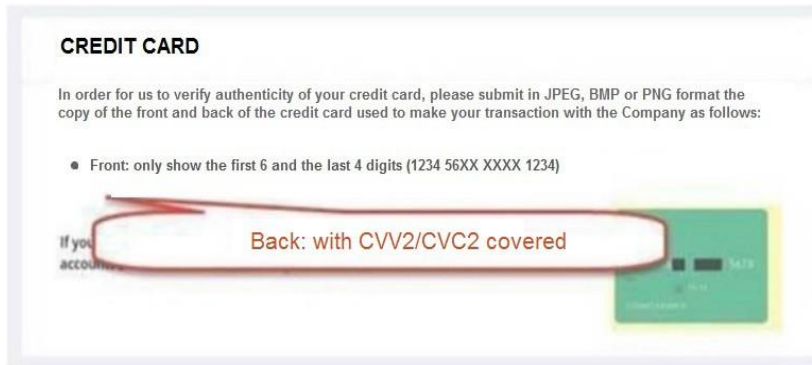 CREDIT CARD
In order for us to verify authenticity of your credit card, please submit in JPEG, BMP or PNG format the
copy of the front and back of the credit card used to make your transaction with the Company as follows:
Front: only show the first 6 and the last 4 digits (1234 56XX XXXX 1234)
Back: with CVV2/CVC2 covered
If you